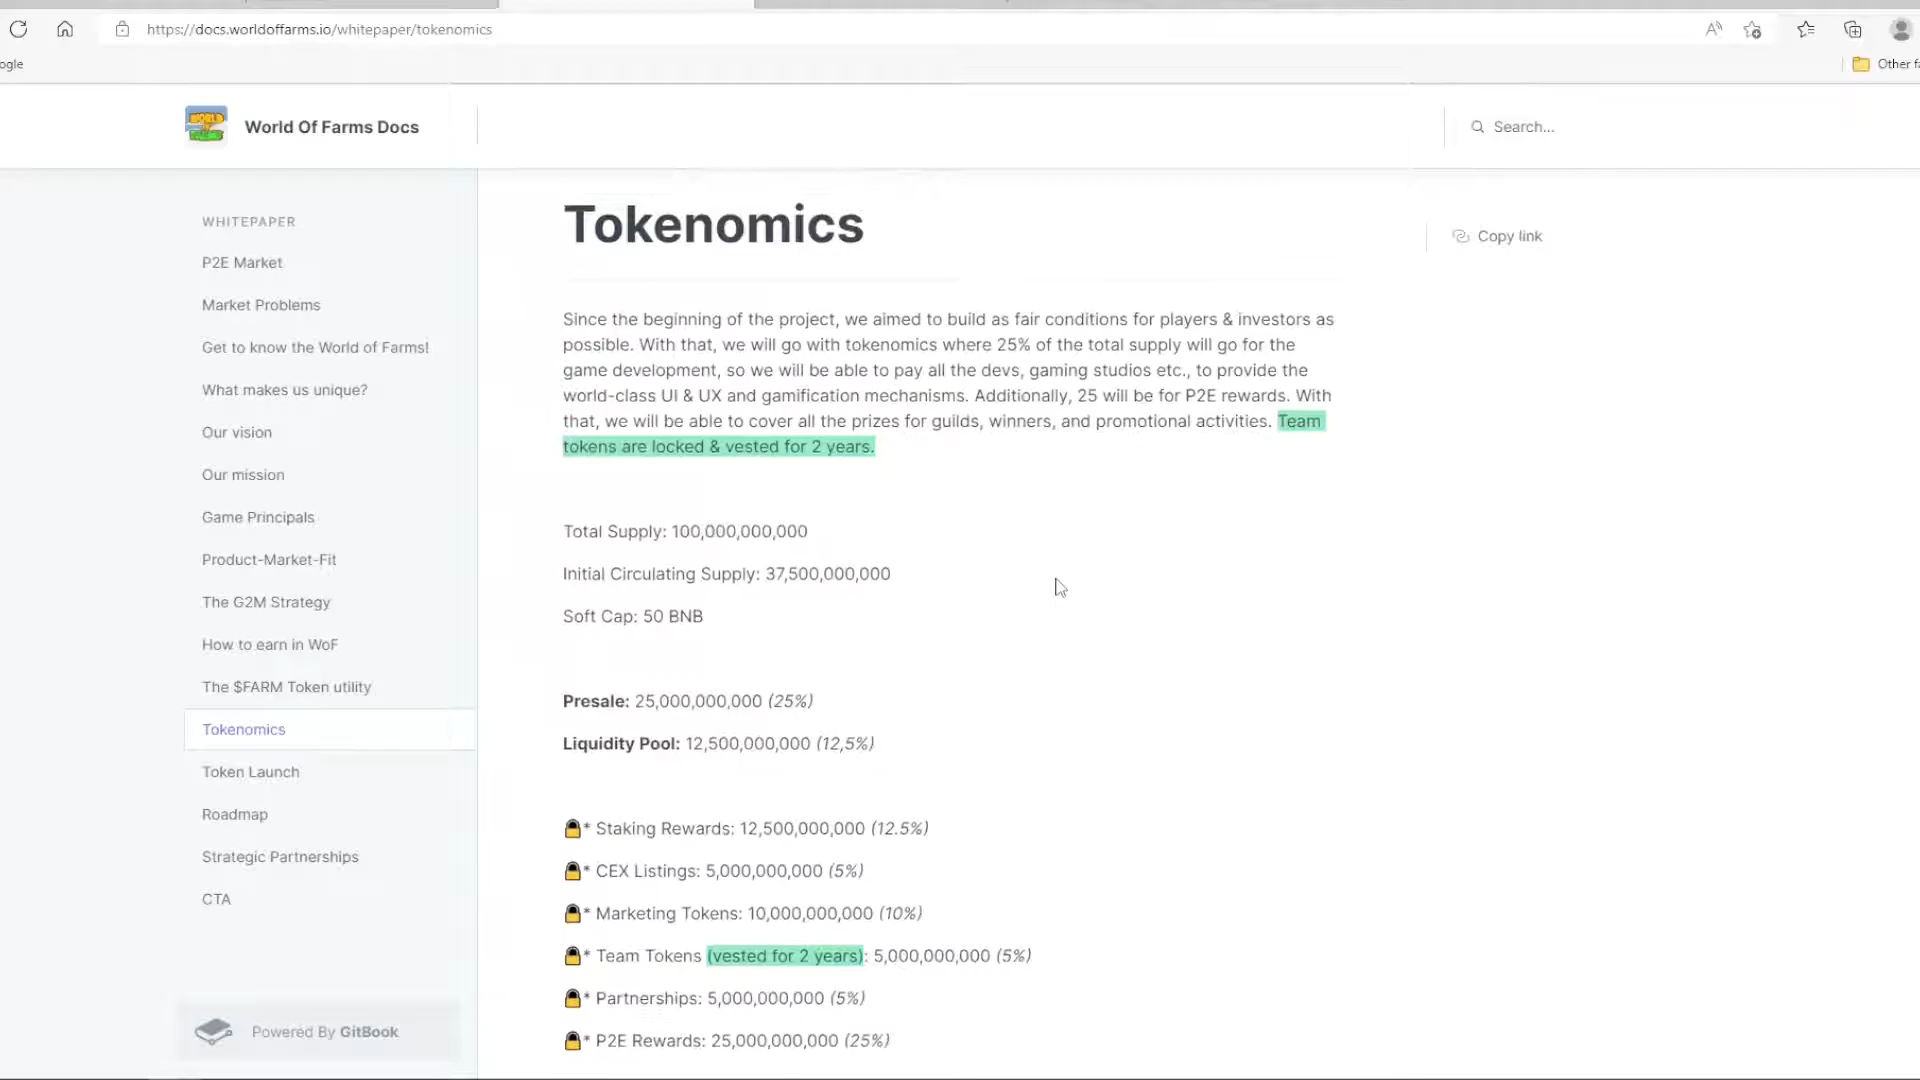 https://docs.worldoffarms.io/whitepaper/tokenomics
ogle
Other fa
World Of Farms Docs
Search...
WHITEPAPER
P2E Market
Market Problems
Get to know the World of Farms!
What makes us unique?
Our vision
Our mission
Game Principals
Product-Market-Fit
The G2M Strategy
How to earn in WoF
The $FARM Token utility
Tokenomics
Token Launch
Roadmap
Strategic Partnerships
CTA
Powered By GitBook
Tokenomics
Copy link
Since the beginning of the project, we aimed to build as fair conditions for players & investors as
possible. With that, we will go with tokenomics where 25% of the total supply will go for the
game development, so we will be able to pay all the devs, gaming studios etc., to provide the
world-class UI & UX and gamification mechanisms. Additionally, 25 will be for P2E rewards. With
that, we will be able to cover all the prizes for guilds, winners, and promotional activities. Team
tokens are locked & vested for 2 years.
Total Supply: 100,000,000,000
Initial Circulating Supply: 37,500,000,000
Soft Cap: 50 BNB
Presale: 25,000,000,000 (25%)
Liquidity Pool: 12,500,000,000 (12,5%)
🔒* Staking Rewards: 12,500,000,000 (12.5%)
🔒* CEX Listings: 5,000,000,000 (5%)
🔒* Marketing Tokens: 10,000,000,000 (10%)
🔒* Team Tokens (vested for 2 years): 5,000,000,000 (5%)
🔒* Partnerships: 5,000,000,000 (5%)
🔒* P2E Rewards: 25,000,000,000 (25%)